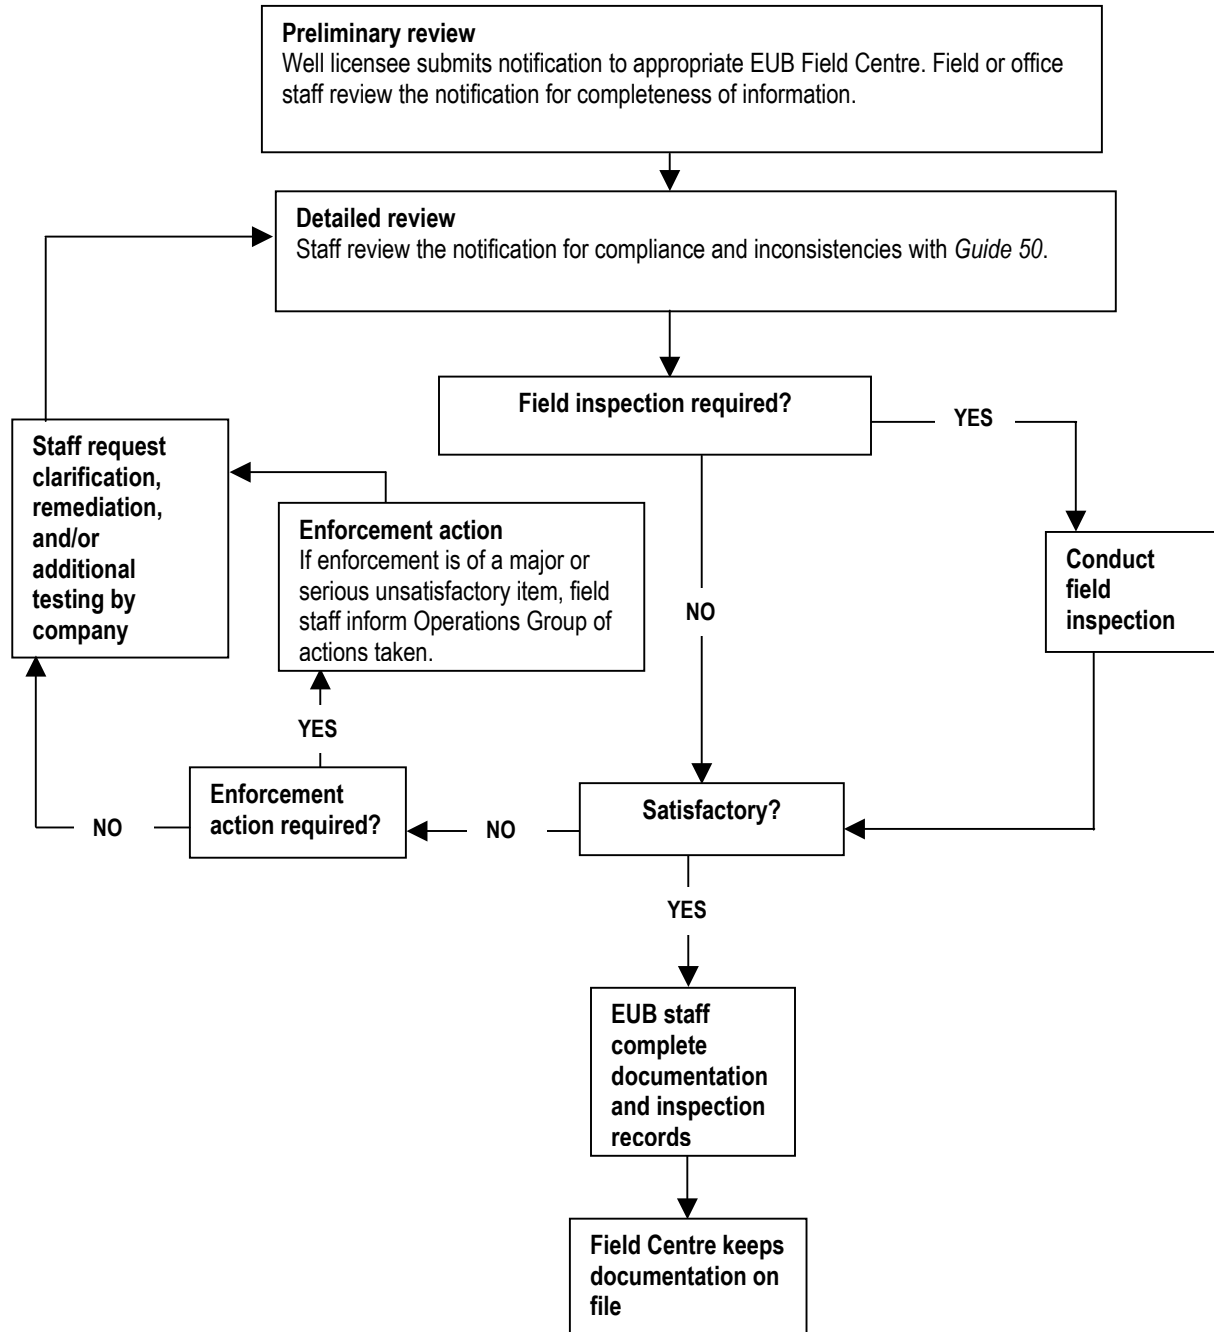 Preliminary review
Well licensee submits notification to appropriate EUB Field Centre. Field or office
staff review the notification for completeness of information.
Detailed review
Staff review the notification for compliance and inconsistencies with Guide 50.
Field inspection required?
YES
Staff request
clarification,
remediation,
and/or
additional
testing by
company
Enforcement action
If enforcement is of a major or
serious unsatisfactory item, field
staff inform Operations Group of
actions taken.
NO
Conduct
field
inspection
YES
Enforcement
action required?
Satisfactory?
NO
NO
YES
EUB staff
complete
documentation
and inspection
records
Field Centre keeps
documentation on
file